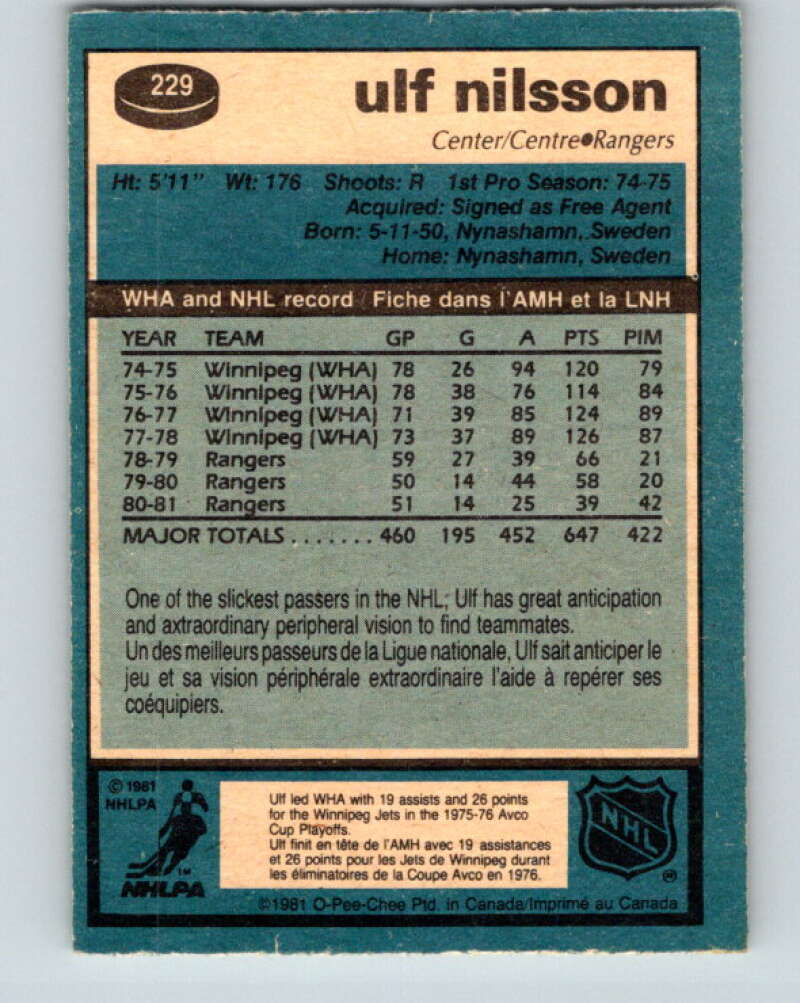 229
ulf nilsson
Center/Centre●Rangers
Ht: 5'11" Wt: 176 Shoots: R 1st Pro Season: 74-75
Acquired: Signed as Free Agent
Born: 5-11-50, Nynashamn, Sweden
Home: Nynashamn, Sweden
WHA and NHL record Fiche dans l'AMH et la LNH
YEAR TEAM GP G A PTS PIM
74-75 Winnipeg (WHA) 78 26 94 120 79
75-76 Winnipeg (WHA) 78 38 76 114 84
76-77 Winnipeg (WHA) 71 39 85 124 89
77-78 Winnipeg (WHA) 73 37 89 126 87
78-79 Rangers 59 27 39 66 21
79-80 Rangers 50 14 44 58 20
80-81 Rangers 51 14 25 39 42
MAJOR TOTALS ....... 460 195 452 647 422
One of the slickest passers in the NHL, Ulf has great anticipation
and axtraordinary peripheral vision to find teammates.
Un des meilleurs passeurs de la Ligue nationale, Ulf sait anticiper le
jeu et sa vision périphérale extraordinaire l'aide à repérer ses
coéquipiers.
© 1981
NHLPA
TM
NHLPA
Ulf led WHA with 19 assists and 26 points
for the Winnipeg Jets in the 1975-76 Avco
Cup Playoffs.
Ulf finit en tête de l'AMH avec 19 assistances
et 26 points pour les Jets de Winnipeg durant
les éliminatoires de la Coupe Avco en 1976.
NHL
®
©1981 O-Pee-Chee Ptd. in Canada/Imprimé au Canada